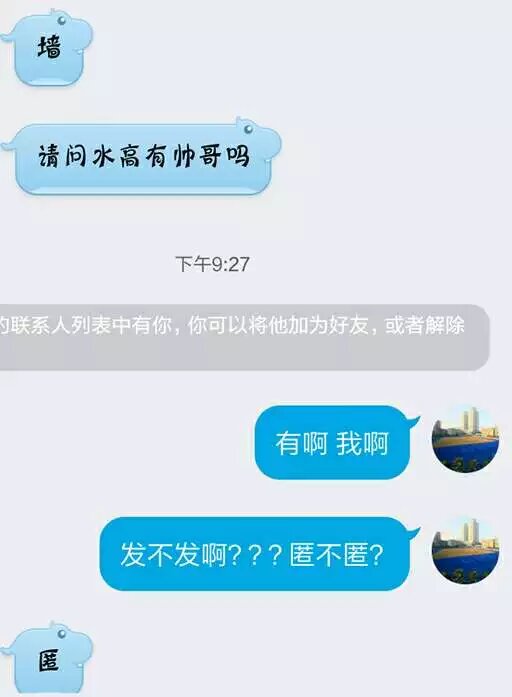 墙
请问水高有帅哥吗
下午9:27
的联系人列表中有你,你可以将他加为好友,或者解除
有啊 我啊
发不发啊???匿不匿?
匿